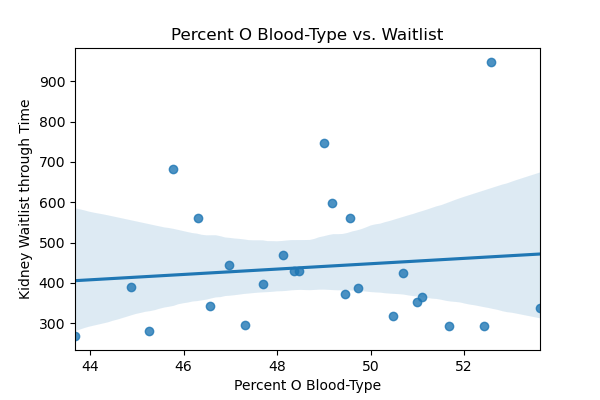 Percent O Blood-Type vs. Waitlist
Kidney Waitlist through Time
900
800
700
600
500
400
300
44 46 48 50 52
Percent O Blood-Type